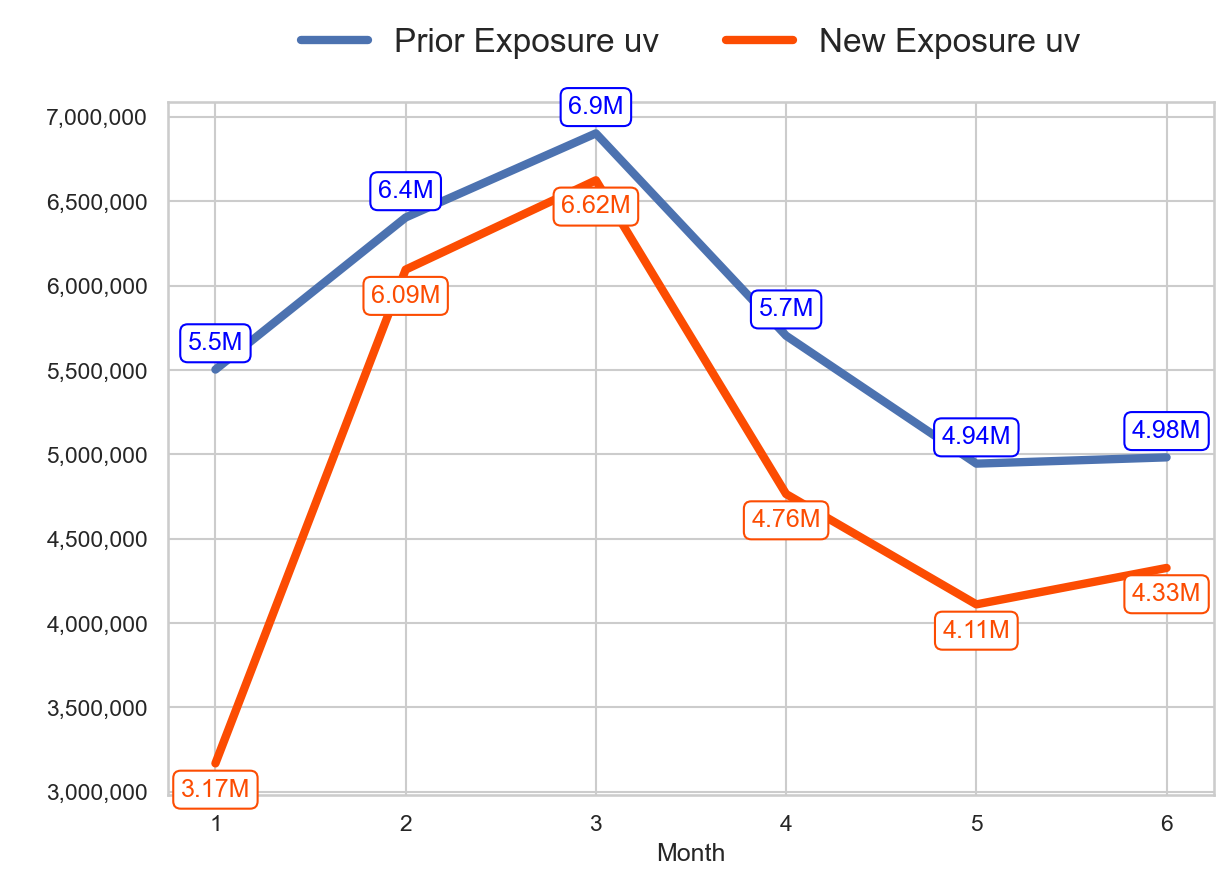 Prior Exposure uv New Exposure uv
7,000,000
6,500,000
6,000,000
5,500,000
5,000,000
4,500,000
4,000,000
3,500,000
3,000,000
6.9M
6.4M
6.62M
6.09M
5.7M
5.5M
4.94M
4.98M
4.76M
4.33M
4.11M
3.17M
1 2 3 4 5 6
Month